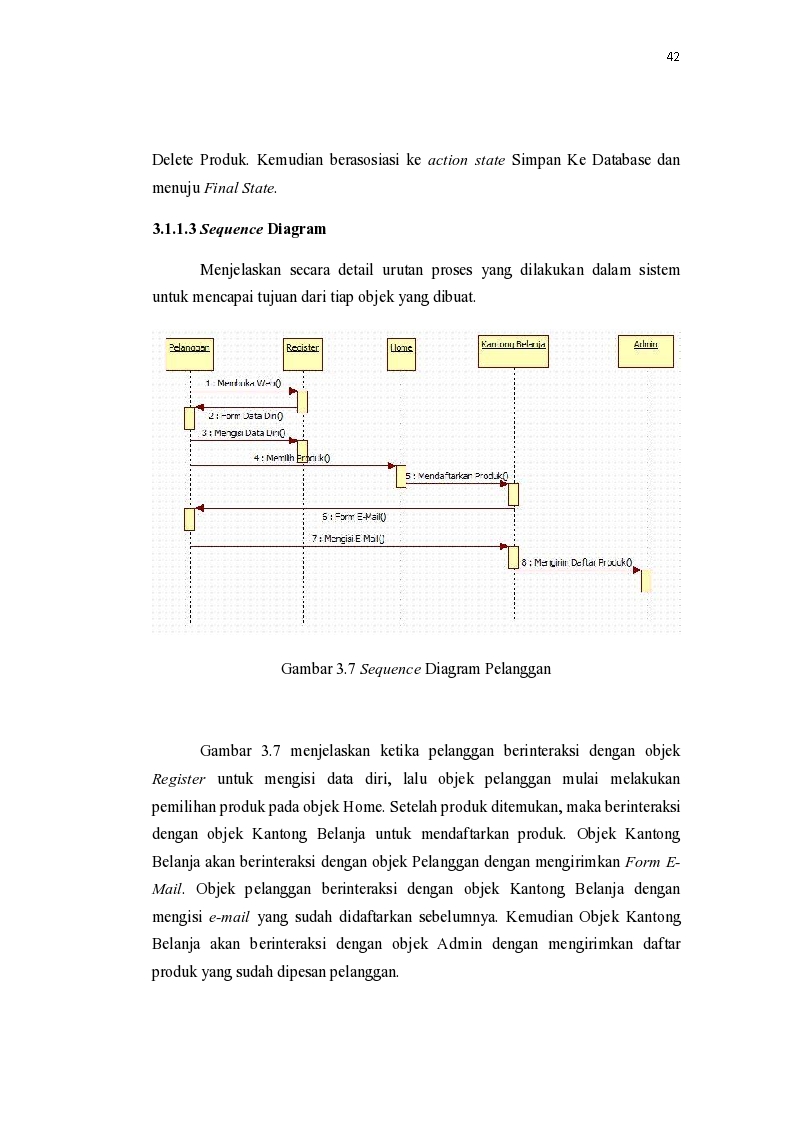 42
Delete Produk. Kemudian berasosiasi ke action state Simpan Ke Database dan
menuju Final State.
3.1.1.3 Sequence Diagram
Menjelaskan secara detail urutan proses yang dilakukan dalam sistem
untuk mencapai tujuan dari tiap objek yang dibuat.
Pelanggan
Register
Home
Kantong Belanja
Admin
1 : Membuka Web()
2 : Form Data Diri()
3 : Mengisi Data Diri()
4 : Memilih Produk()
5 : Mendaftarkan Produk()
6 : Form E-Mail()
7 : Mengisi E-Mail()
8 : Mengirim Daftar Produk()
Gambar 3.7 Sequence Diagram Pelanggan
Gambar 3.7 menjelaskan ketika pelanggan berinteraksi dengan objek
Register untuk mengisi data diri, lalu objek pelanggan mulai melakukan
pemilihan produk pada objek Home. Setelah produk ditemukan, maka berinteraksi
dengan objek Kantong Belanja untuk mendaftarkan produk. Objek Kantong
Belanja akan berinteraksi dengan objek Pelanggan dengan mengirimkan Form E-
Mail. Objek pelanggan berinteraksi dengan objek Kantong Belanja dengan
mengisi e-mail yang sudah didaftarkan sebelumnya. Kemudian Objek Kantong
Belanja akan berinteraksi dengan objek Admin dengan mengirimkan daftar
produk yang sudah dipesan pelanggan.